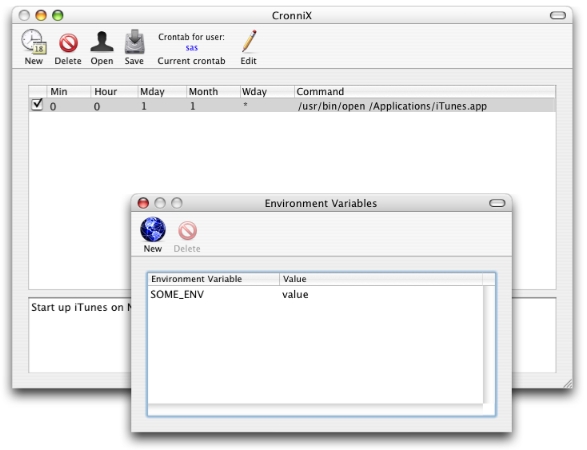 CronniX
Crontab for user:
sas
18
New Delete Open Save Current crontab Edit
Min Hour Mday Month Wday Command
0 0 1 1 * /usr/bin/open /Applications/iTunes.app
Environment Variables
New Delete
Environment Variable Value
SOME_ENV value
Start up iTunes on